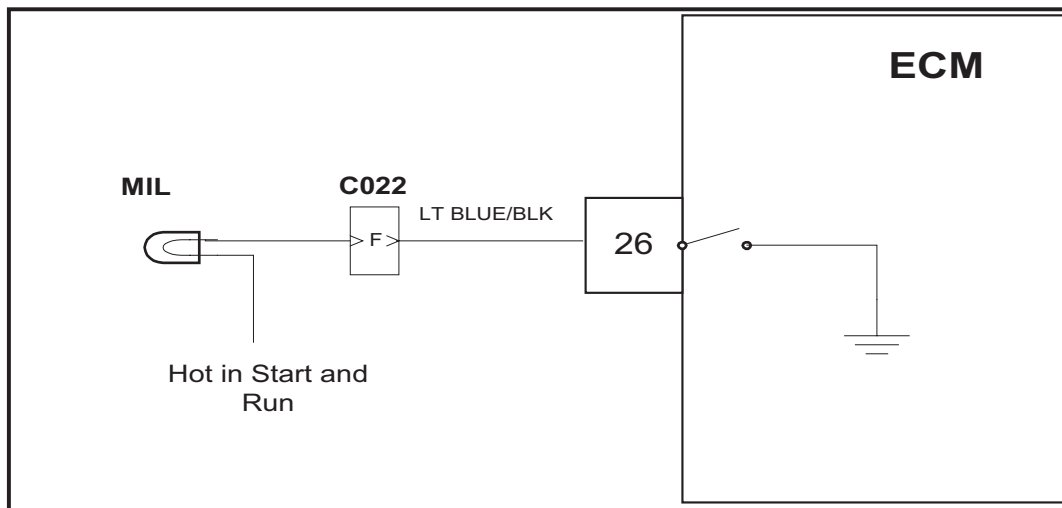 ECM
MIL
C022
LT BLUE/BLK
F
26
Hot in Start and
Run